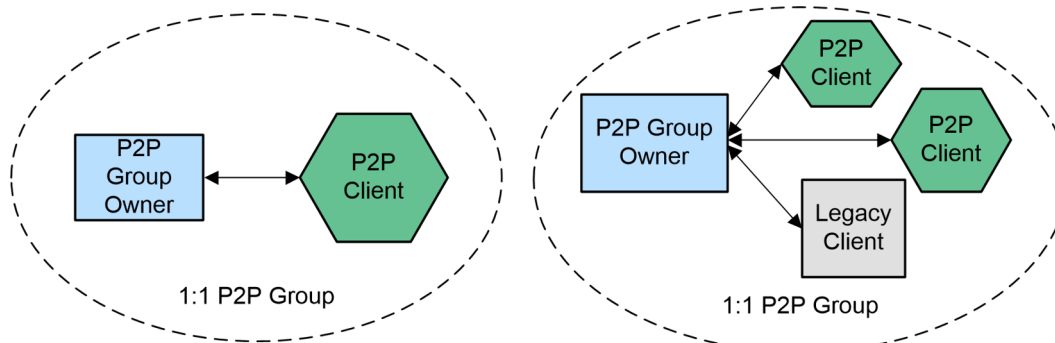 P2P
Group
Owner
P2P
Client
1:1 P2P Group
P2P Group
Owner
P2P
Client
P2P
Client
Legacy
Client
1:1 P2P Group